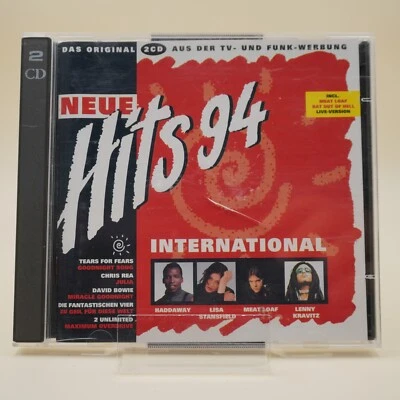 2
CD
DAS ORIGINAL 2CD AUS DER TV- UND FUNK-WERBUNG
NEUE
Hits 94
INCL.
MEAT LOAF
BAT OUT OF HELL
LIVE-VERSION
INTERNATIONAL
TEARS FOR FEARS
GOODNIGHT SONG
CHRIS REA
JULIA
DAVID BOWIE
MIRACLE GOODNIGHT
DIE FANTASTISCHEN VIER
ZU GEIL FÜR DIESE WELT
2 UNLIMITED
MAXIMUM OVERDRIVE
HADDAWAY
LISA
STANSFIELD
MEAT LOAF
LENNY
KRAVITZ